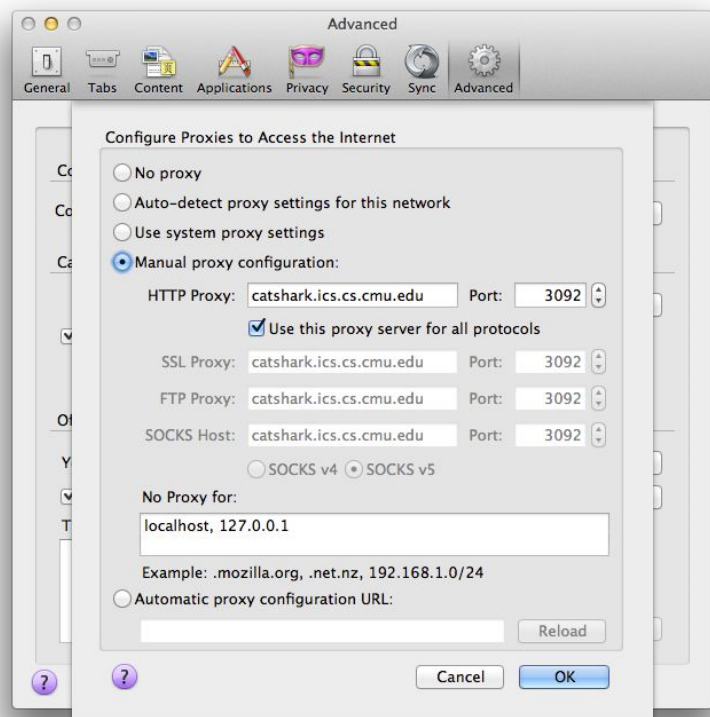 Advanced
General Tabs Content Applications Privacy Security Sync Advanced
Configure Proxies to Access the Internet
No proxy
Auto-detect proxy settings for this network
Use system proxy settings
Manual proxy configuration:
HTTP Proxy: catshark.ics.cs.cmu.edu Port: 3092
Use this proxy server for all protocols
SSL Proxy: catshark.ics.cs.cmu.edu Port: 3092
FTP Proxy: catshark.ics.cs.cmu.edu Port: 3092
SOCKS Host: catshark.ics.cs.cmu.edu Port: 3092
SOCKS v4 SOCKS v5
No Proxy for:
localhost, 127.0.0.1
Example: .mozilla.org, .net.nz, 192.168.1.0/24
Automatic proxy configuration URL:
Reload
? ? Cancel OK